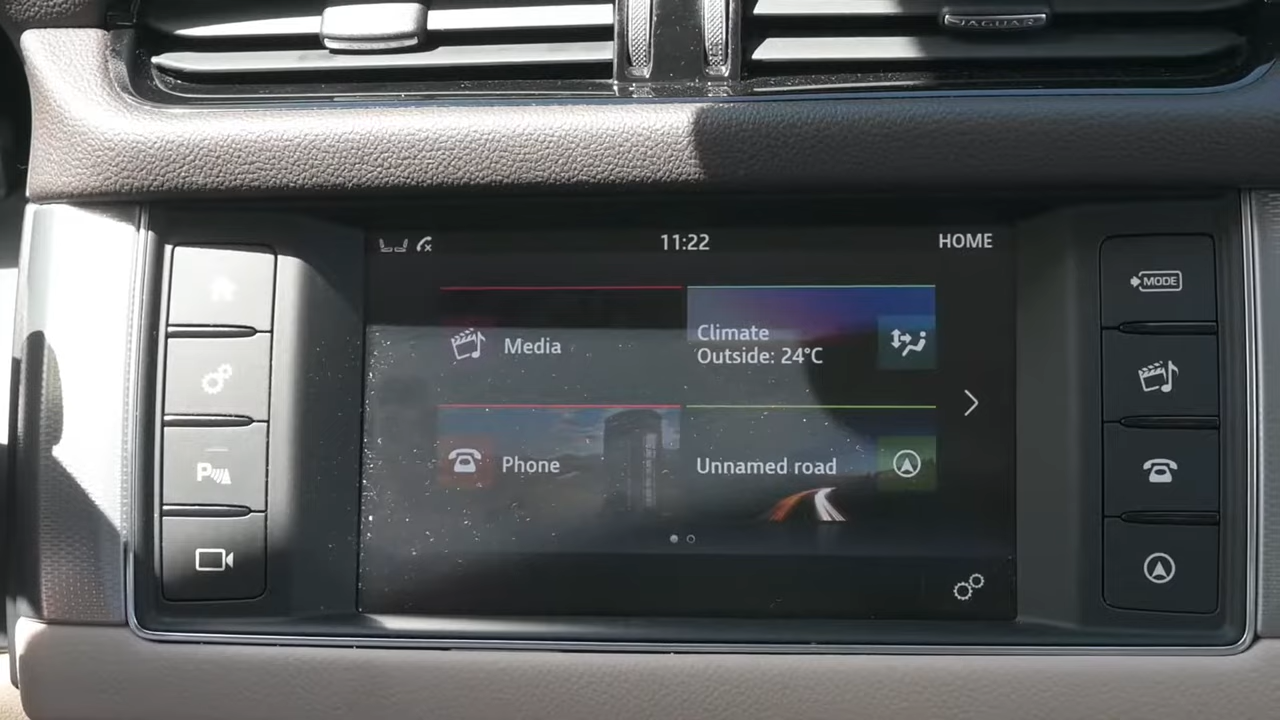 JAGUAR
11:22
HOME
Media
Climate
Outside: 24°C
Phone
Unnamed road
MODE
P